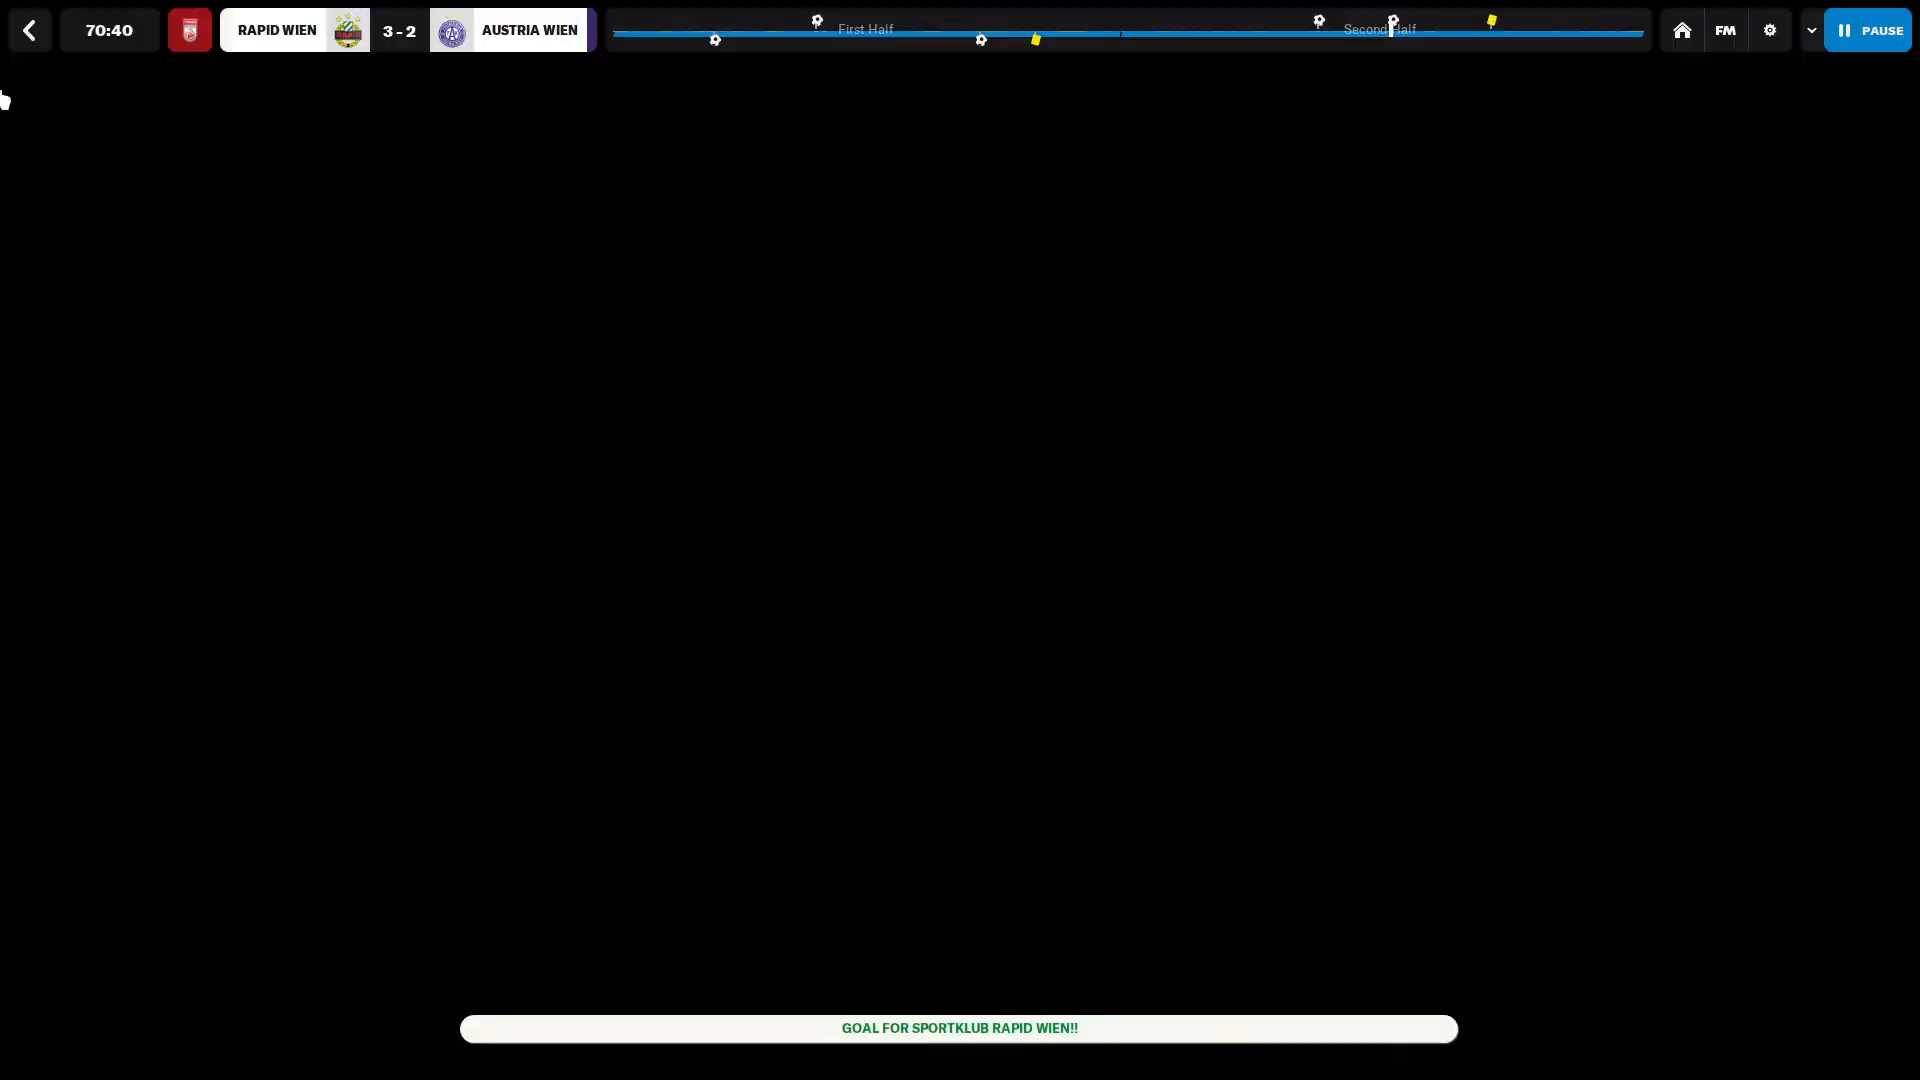 70:40
RAPID WIEN
3 - 2
AUSTRIA WIEN
First Half
Second Half
FM
PAUSE
GOAL FOR SPORTKLUB RAPID WIEN!!